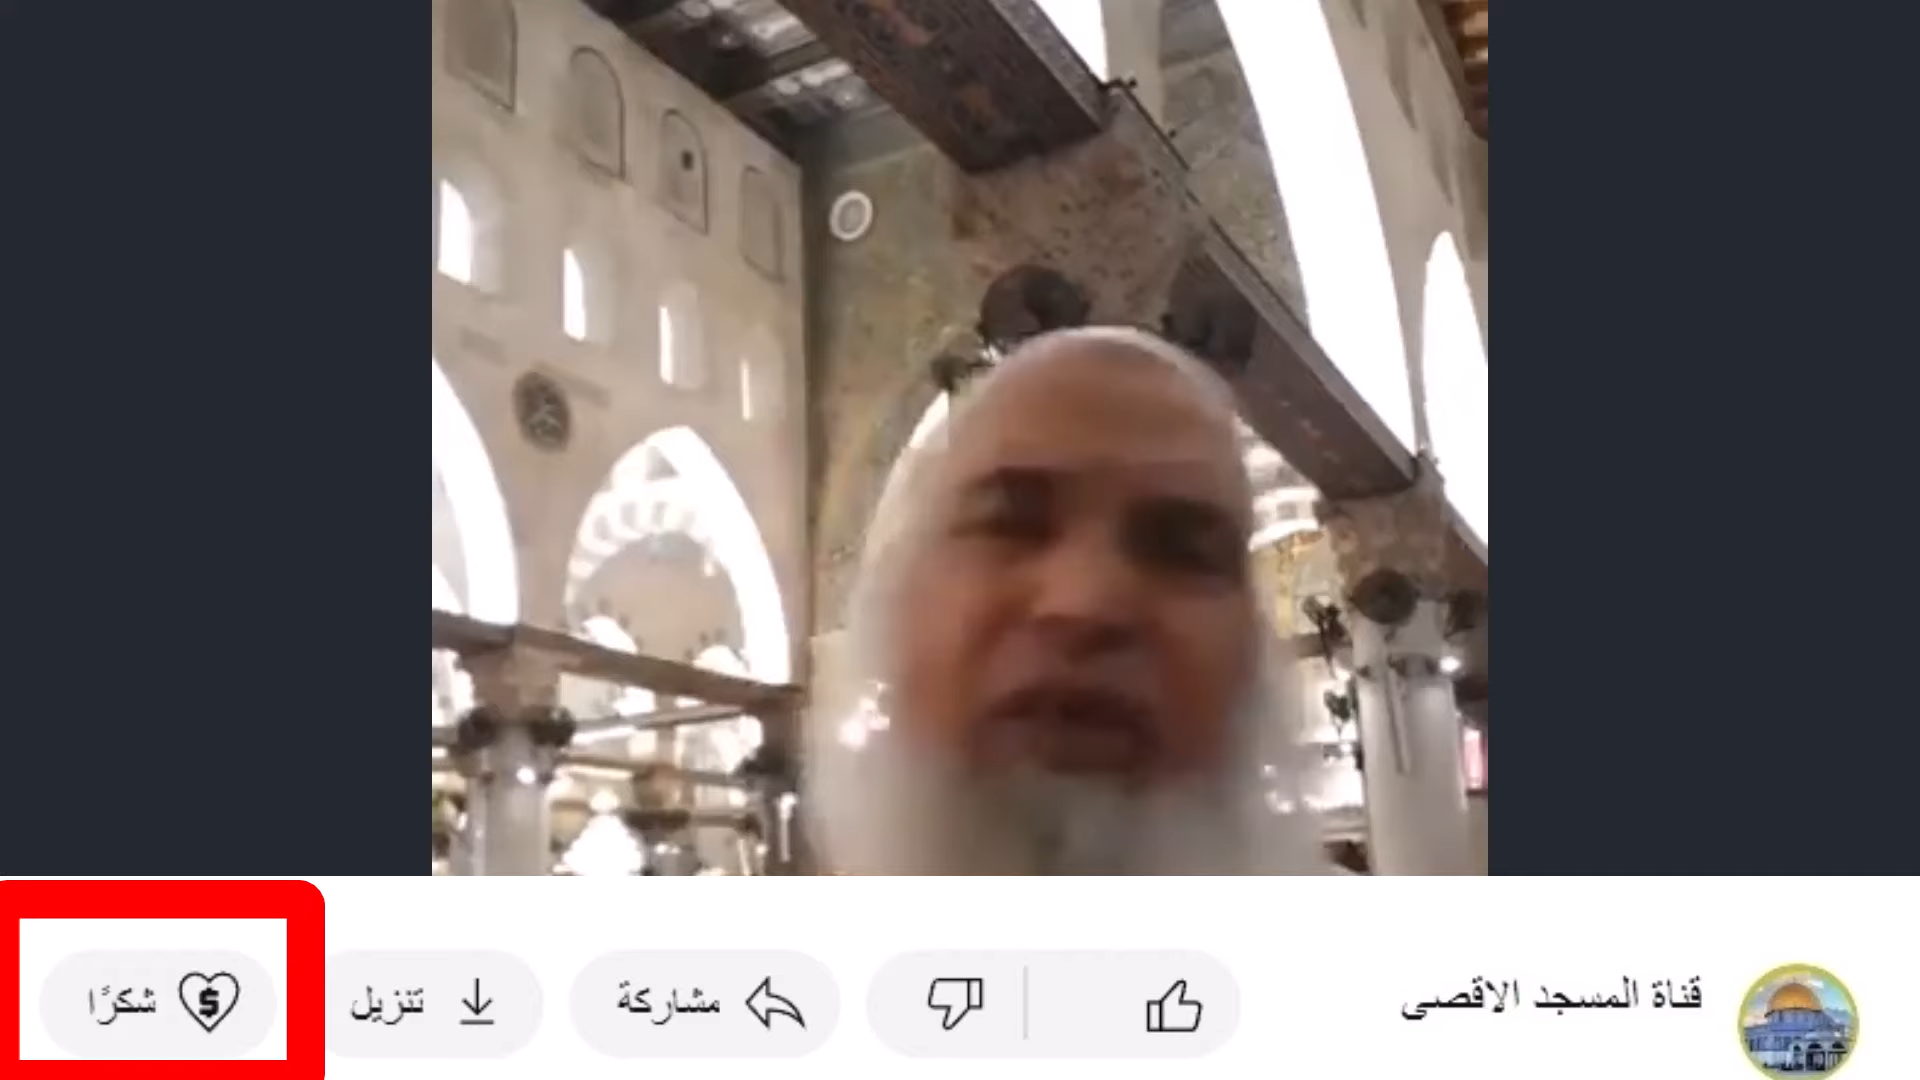 قناة المسجد الاقصى
مشاركة
تنزيل
شكرًا